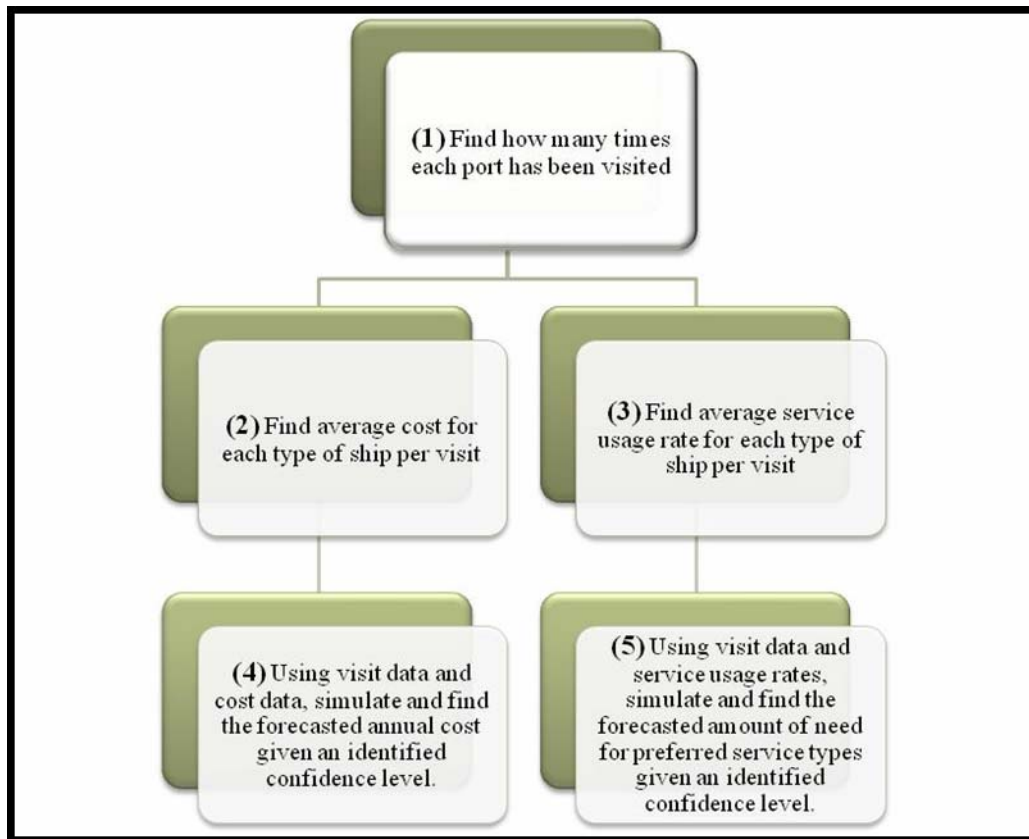 (1) Find how many times
each port has been visited
(2) Find average cost for
each type of ship per visit
(3) Find average service
usage rate for each type of
ship per visit
(4) Using visit data and
cost data, simulate and find
the forecasted annual cost
given an identified
confidence level.
(5) Using visit data and
service usage rates,
simulate and find the
forecasted amount of need
for preferred service types
given an identified
confidence level.